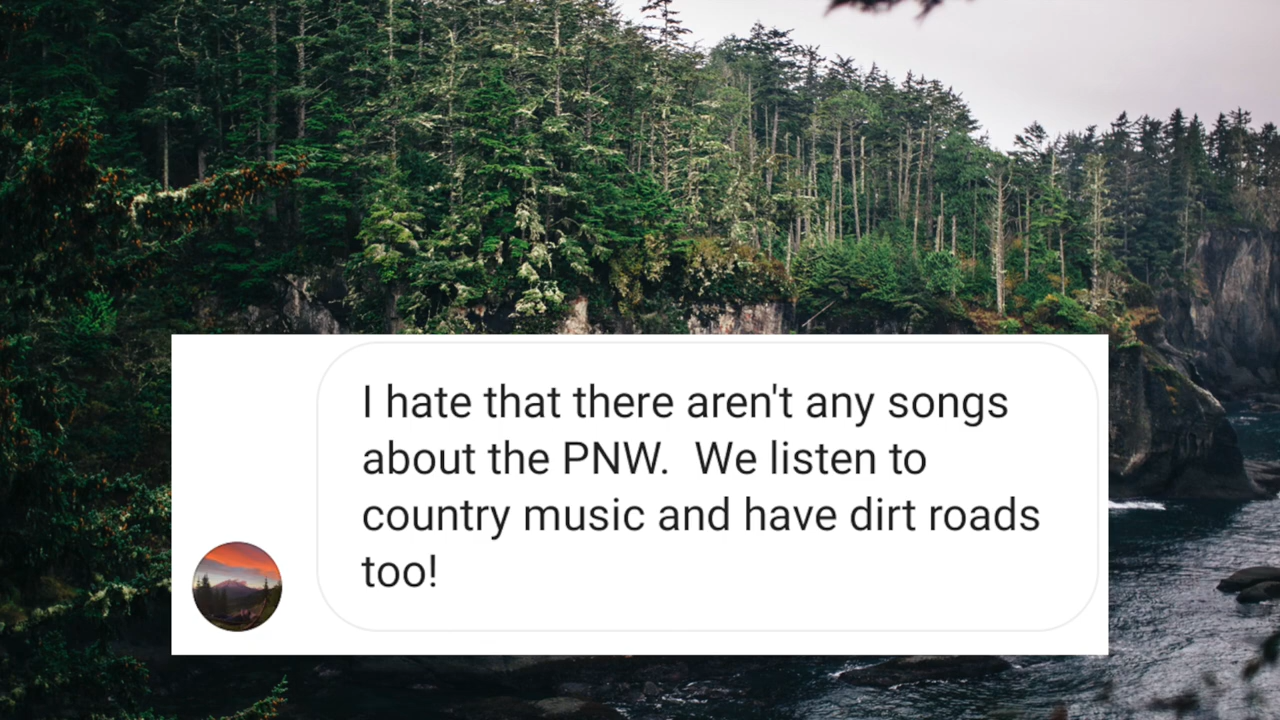 I hate that there aren't any songs
about the PNW.  We listen to
country music and have dirt roads
too!